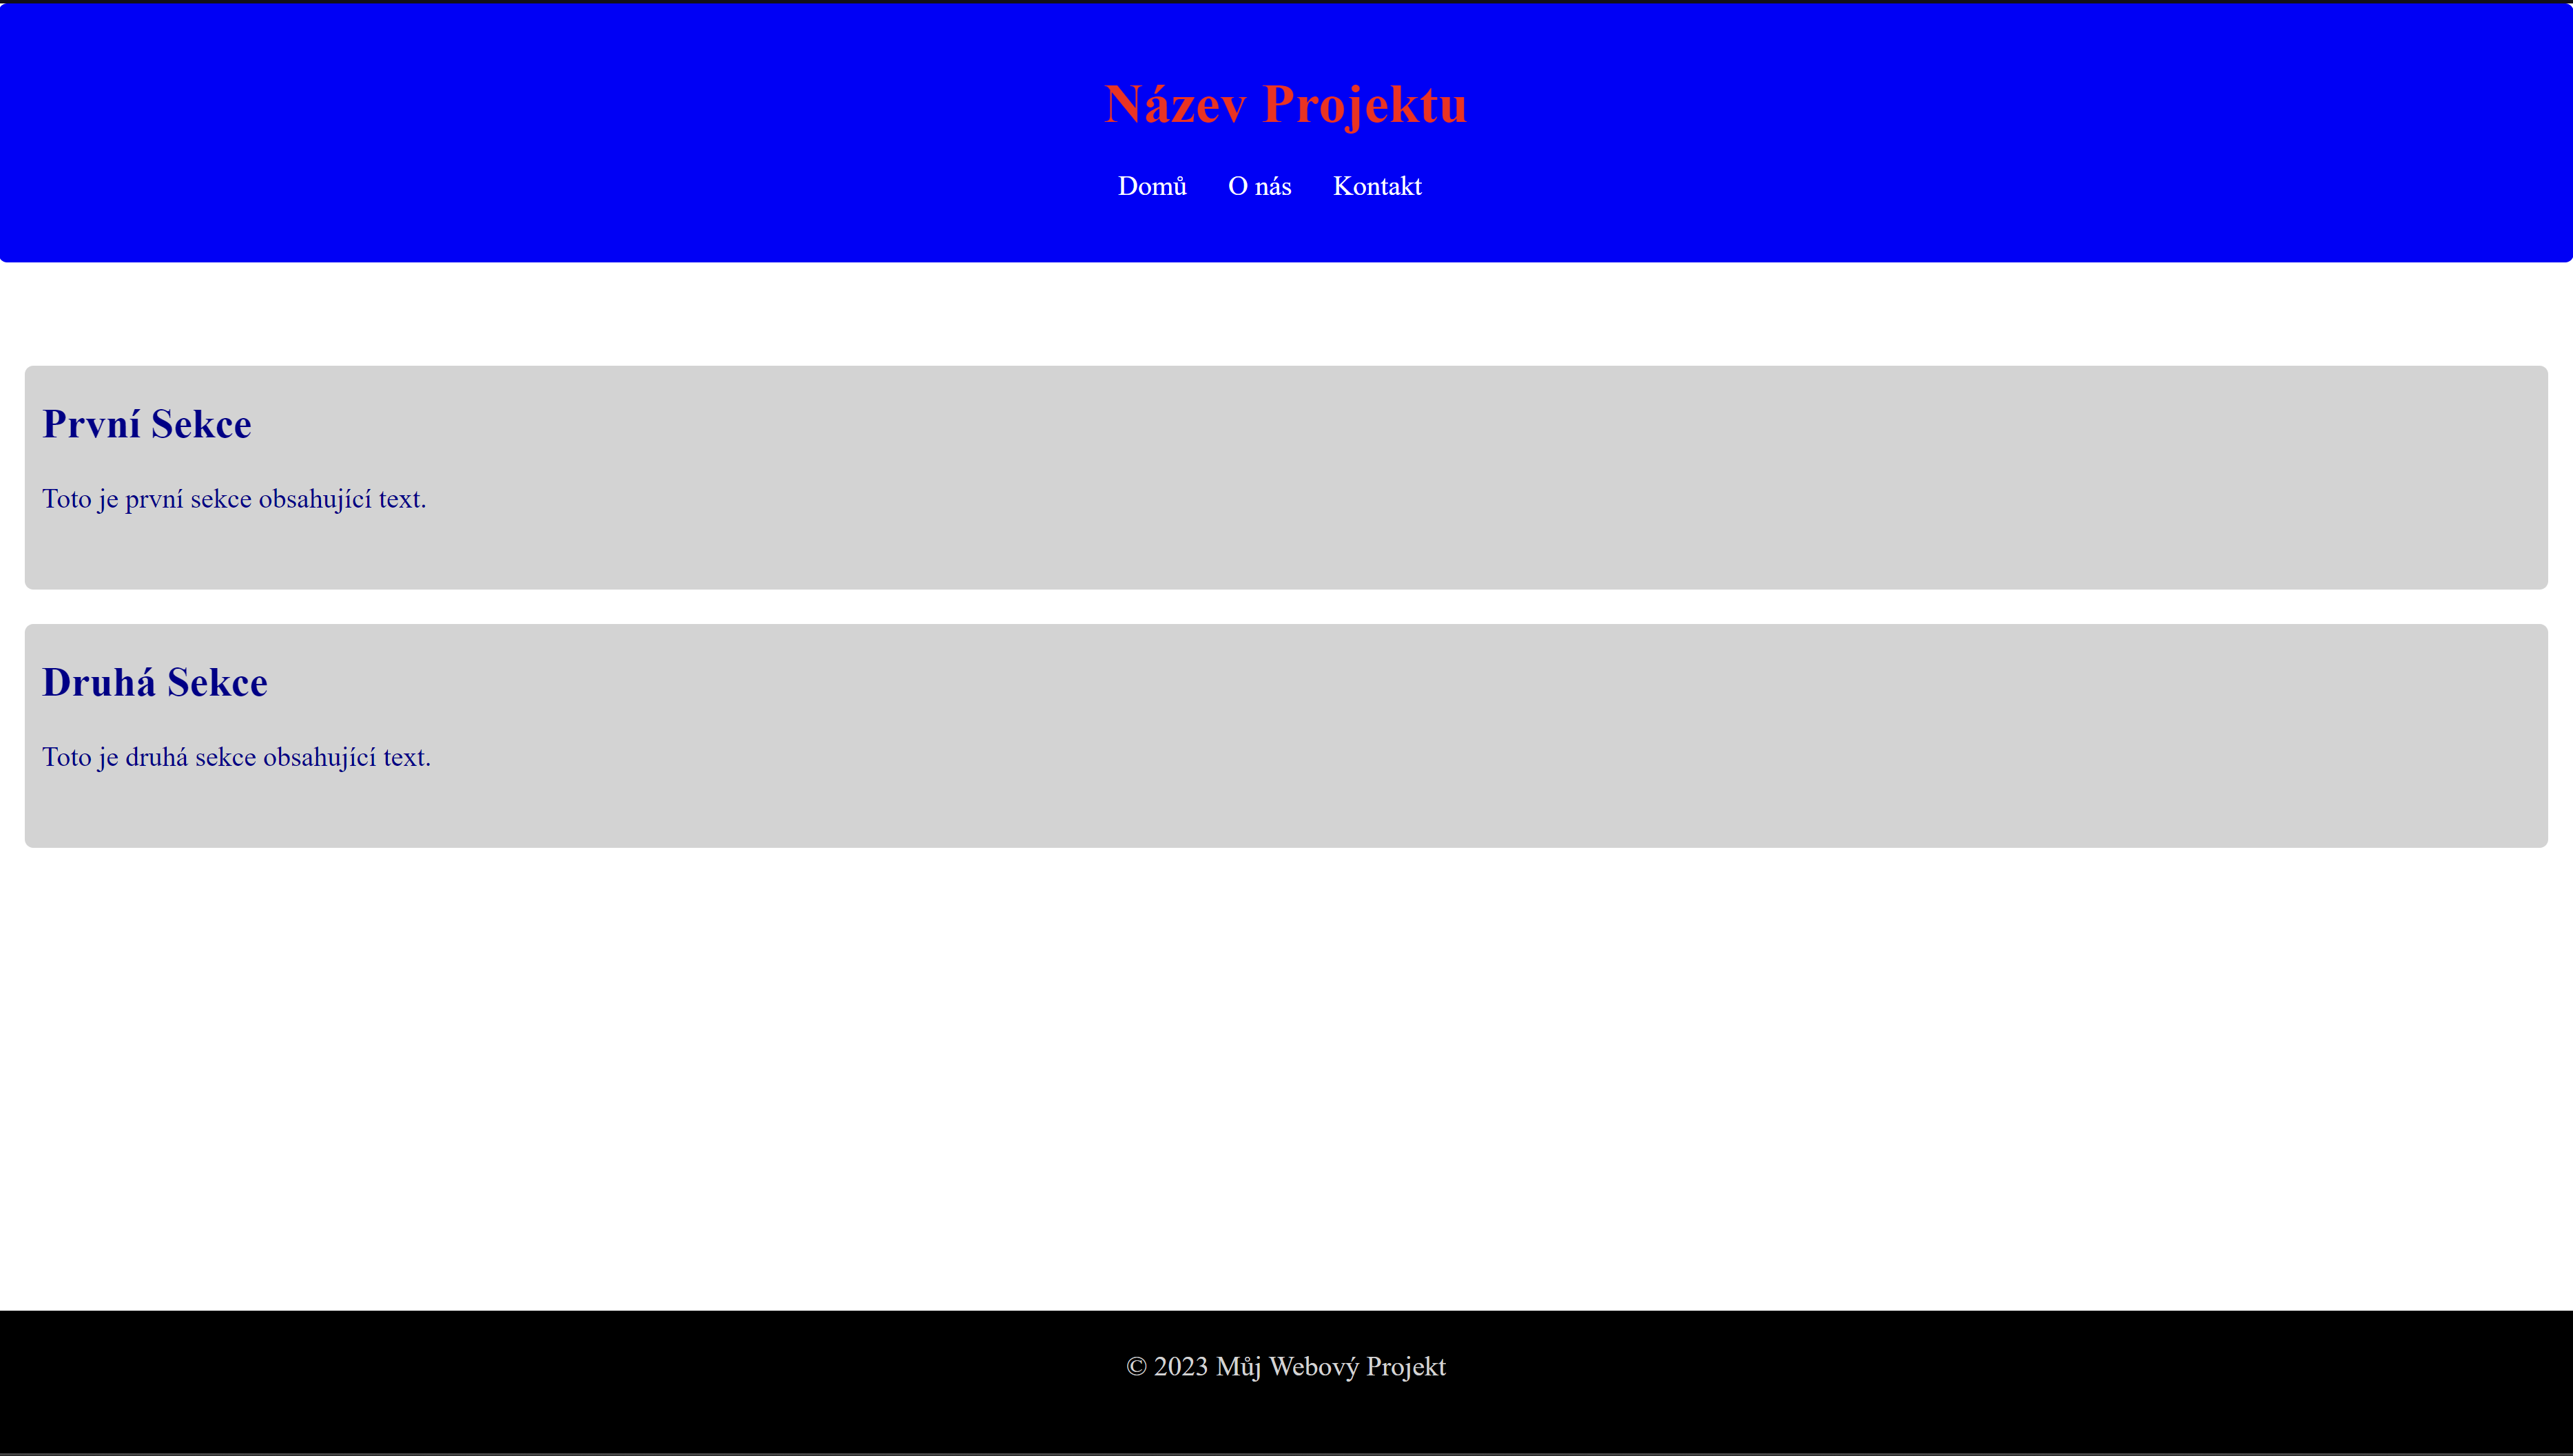 Název Projektu
Domů O nás Kontakt
První Sekce
Toto je první sekce obsahující text.
Druhá Sekce
Toto je druhá sekce obsahující text.
© 2023 Můj Webový Projekt